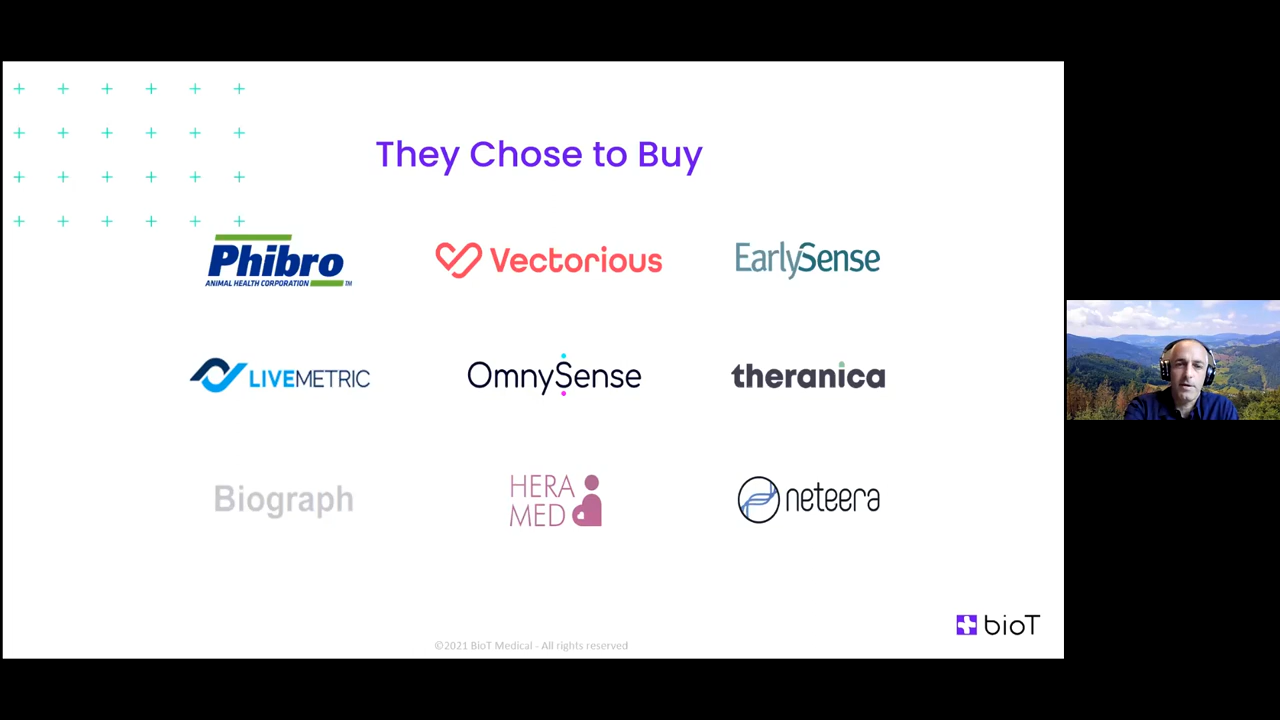 They Chose to Buy
Phibro
ANIMAL HEALTH CORPORATION TM
Vectorious
EarlySense
LIVEMETRIC
OmnySense
theranica
Biograph
HERA
MED
neteera
bioT
©2021 BioT Medical - All rights reserved